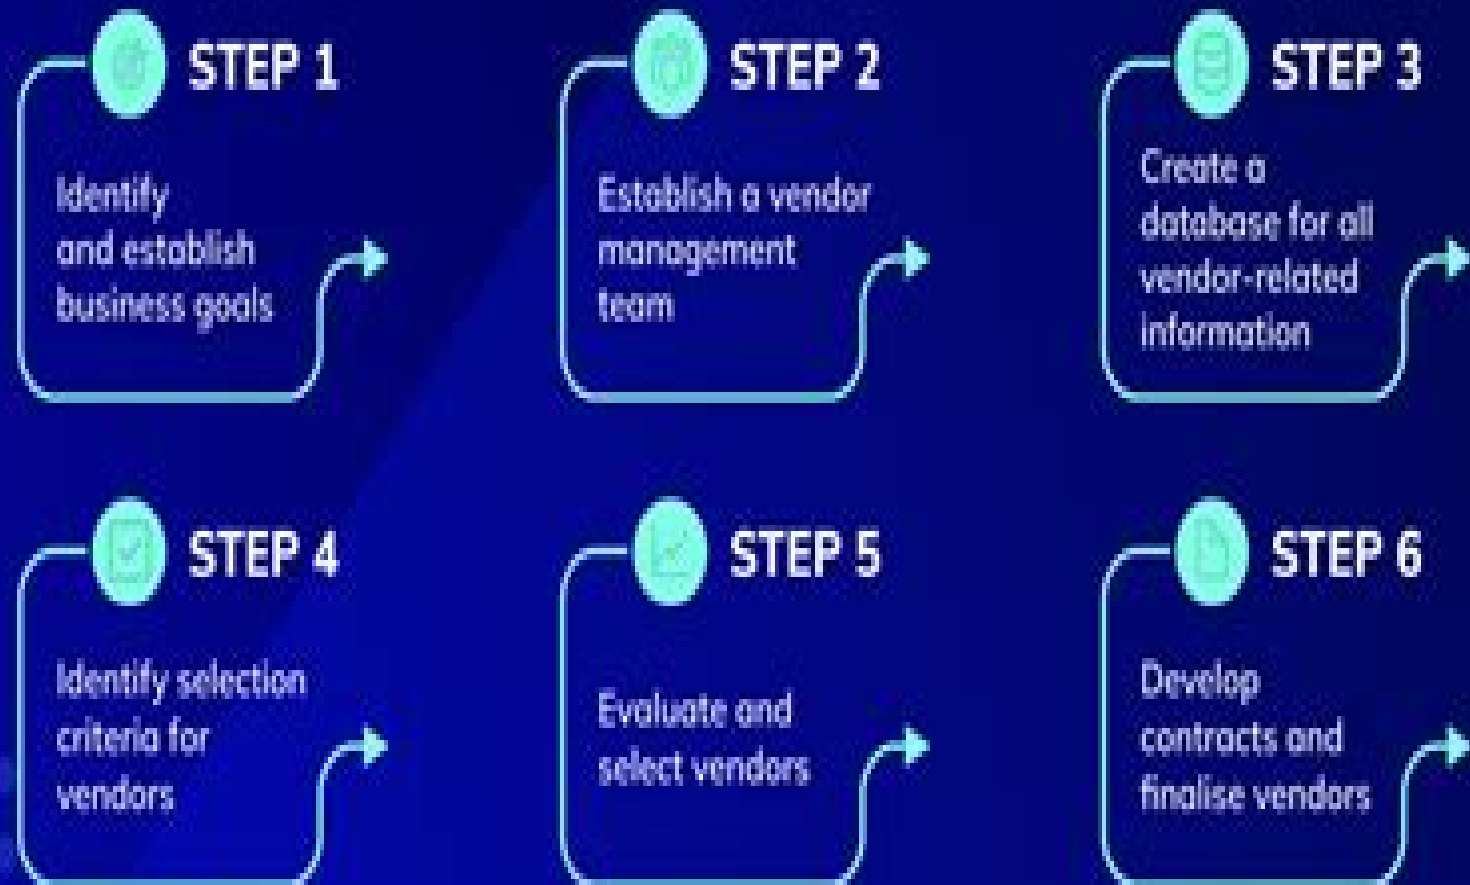 STEP 1
Identify
and establish
business goals
STEP 2
Establish a vendor
management
team
STEP 3
Create a
database for all
vendor-related
information
STEP 4
Identify selection
criteria for
vendors
STEP 5
Evaluate and
select vendors
STEP 6
Develop
contracts and
finalise vendors